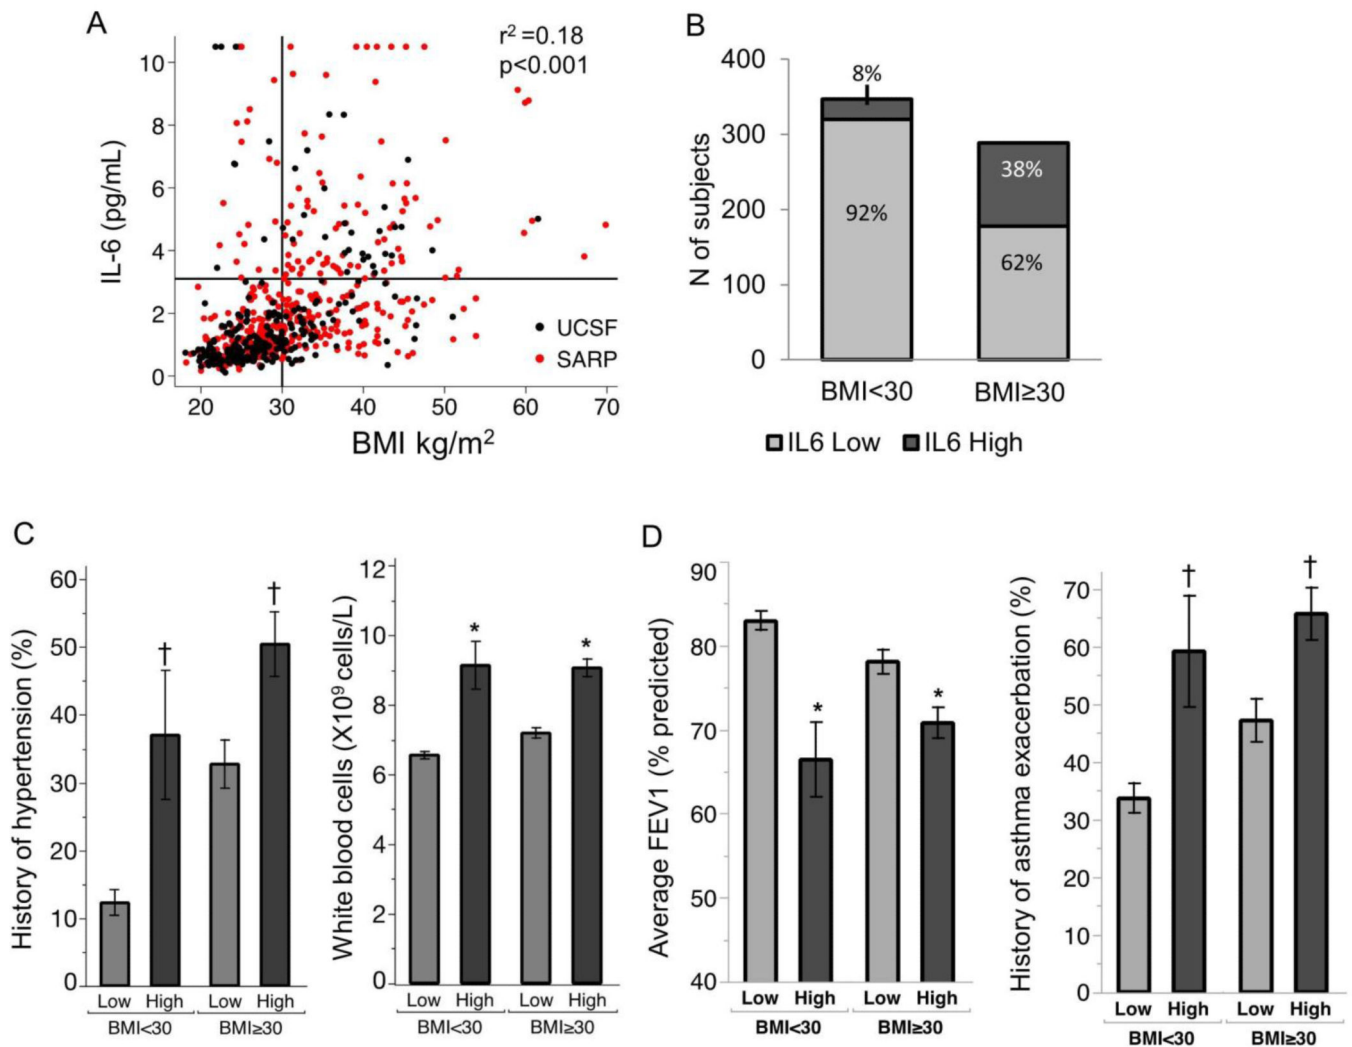 A
r² =0.18
p<0.001
IL-6 (pg/mL)
10
8
6
4
2
0
UCSF
SARP
20 30 40 50 60 70
BMI kg/m²
B
N of subjects
400
300
200
100
0
8%
92%
38%
62%
BMI<30 BMI≥30
IL6 Low IL6 High
C
History of hypertension (%)
60
50
40
30
20
10
0
†
†
Low High Low High
BMI<30 BMI≥30
White blood cells (X10⁹ cells/L)
12
10
8
6
4
2
0
*
*
Low High Low High
BMI<30 BMI≥30
D
Average FEV1 (% predicted)
90
80
70
60
50
40
*
*
Low High Low High
BMI<30 BMI≥30
History of asthma exacerbation (%)
70
60
50
40
30
20
10
0
†
†
Low High Low High
BMI<30 BMI≥30